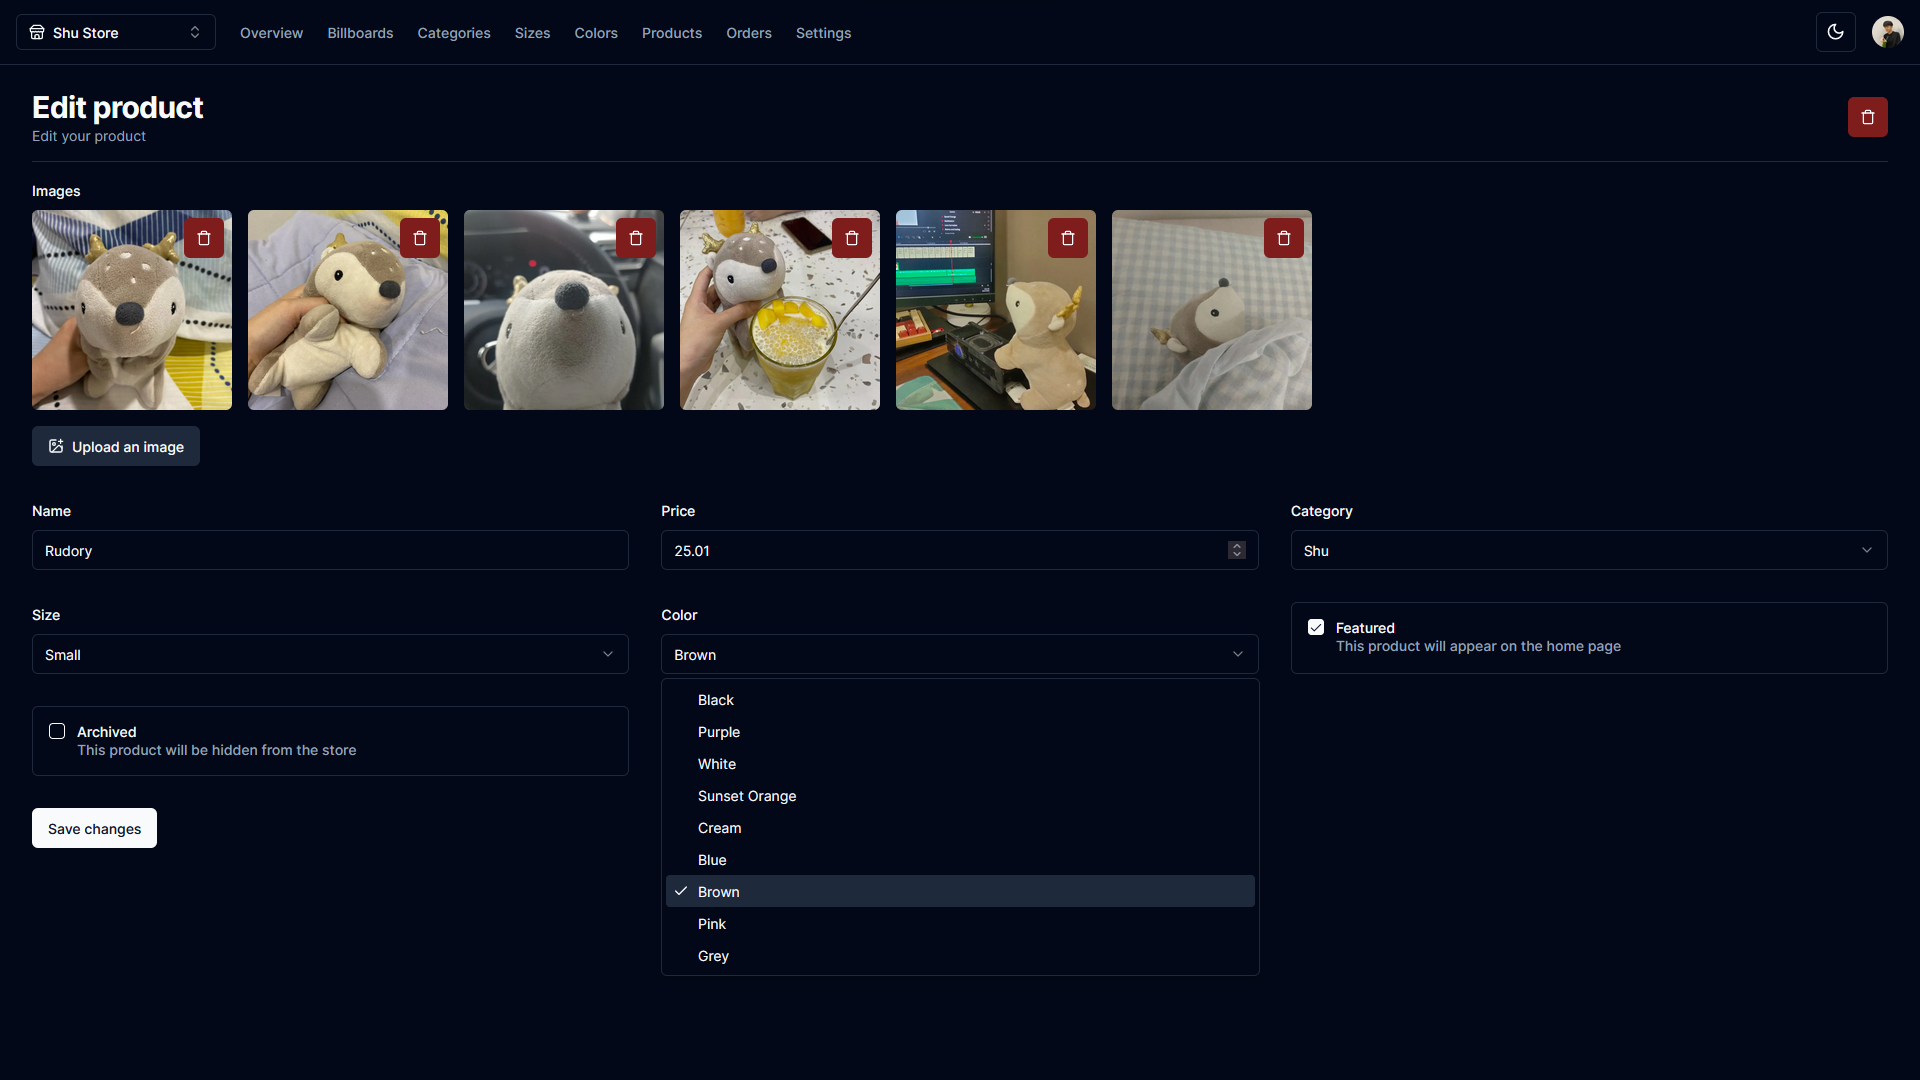 Shu Store
Overview
Billboards
Categories
Sizes
Colors
Products
Orders
Settings
Edit product
Edit your product
Images
Upload an image
Name
Price
Category
Rudory
25.01
Shu
Size
Color
Small
Brown
Featured
This product will appear on the home page
Archived
This product will be hidden from the store
Black
Purple
White
Sunset Orange
Cream
Blue
Brown
Pink
Grey
Save changes